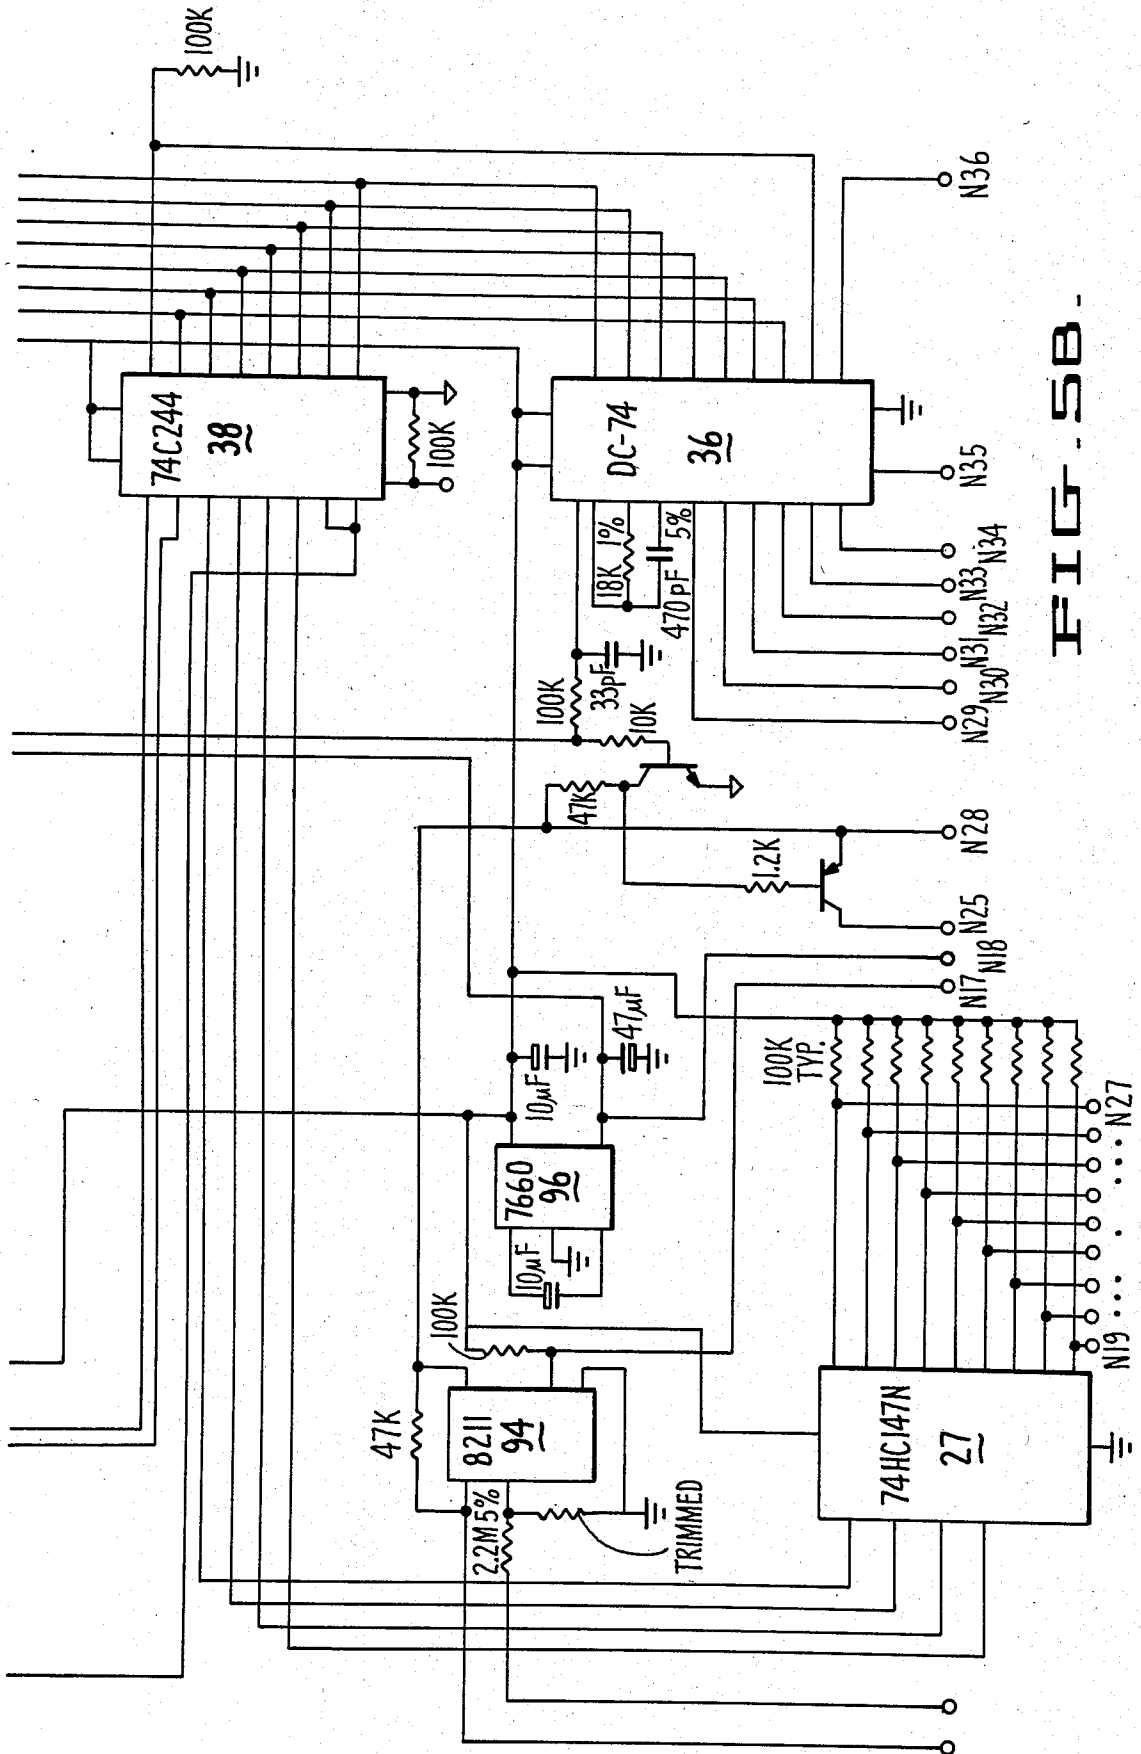 100K
74C244
38
100K
DC-74
36
18K 1%
470pF 5%
33pF
100K
10K
47K
1.2K
N36
N35
N34
N33
N32
N31
N30
N29
N28
N25
N18
N17
47µF
10µF
7660
96
10µF
100K
47K
8211
94
2.2M 5%
TRIMMED
100K
TYP.
74HC147N
27
N27
N19
FIG. 5B.